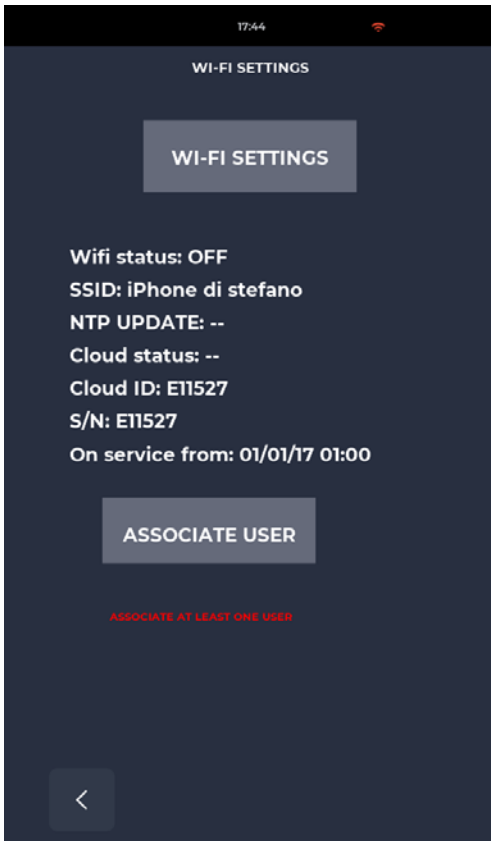 17:44
WI-FI SETTINGS
WI-FI SETTINGS
Wifi status: OFF
SSID: iPhone di stefano
NTP UPDATE: --
Cloud status: --
Cloud ID: E11527
S/N: E11527
On service from: 01/01/17 01:00
ASSOCIATE USER
ASSOCIATE AT LEAST ONE USER